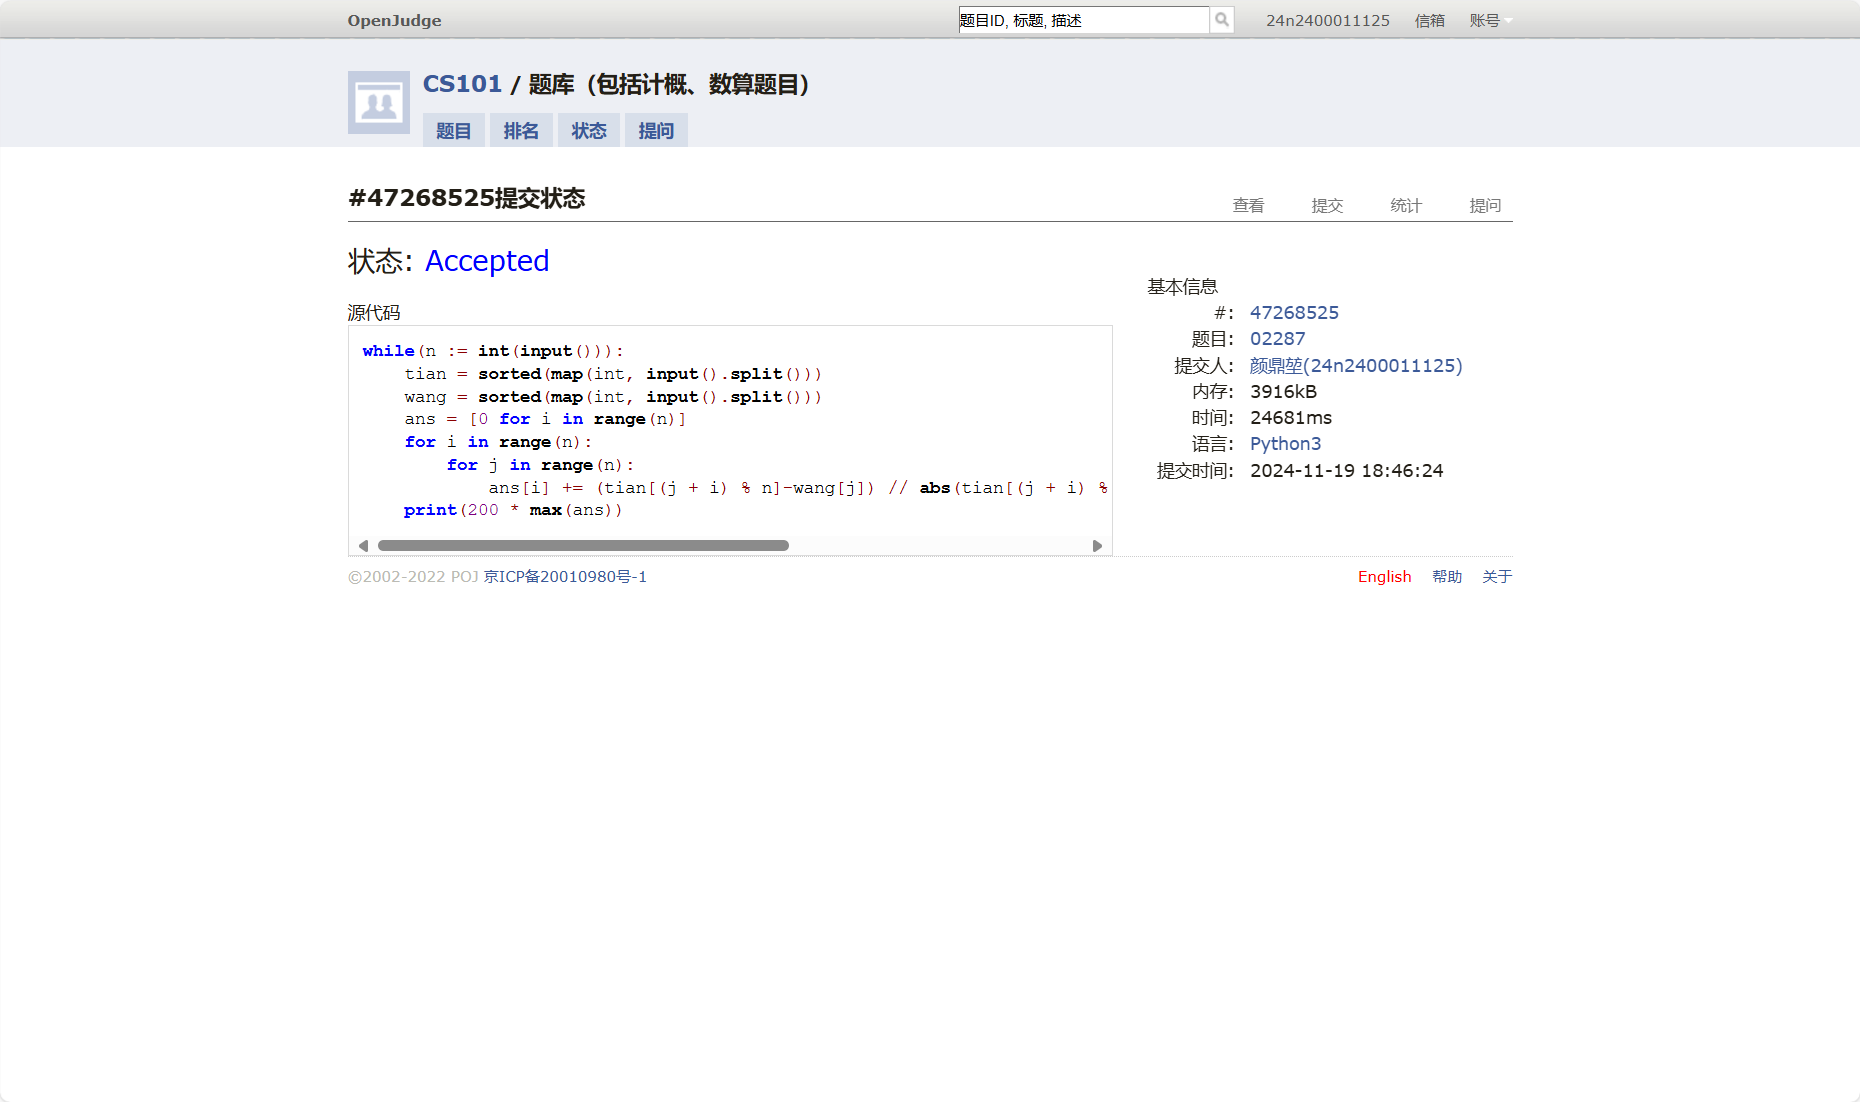 OpenJudge
题目ID, 标题, 描述
24n2400011125 信箱 账号
CS101 / 题库（包括计概、数算题目）
题目 排名 状态 提问
#47268525提交状态
查看 提交 统计 提问
状态: Accepted
源代码
while(n := int(input())):
    tian = sorted(map(int, input().split()))
    wang = sorted(map(int, input().split()))
    ans = [0 for i in range(n)]
    for i in range(n):
        for j in range(n):
            ans[i] += (tian[(j + i) % n]-wang[j]) // abs(tian[(j + i) %
    print(200 * max(ans))
基本信息
#: 47268525
题目: 02287
提交人: 颜鼎堃(24n2400011125)
内存: 3916kB
时间: 24681ms
语言: Python3
提交时间: 2024-11-19 18:46:24
©2002-2022 POJ 京ICP备20010980号-1
English 帮助 关于